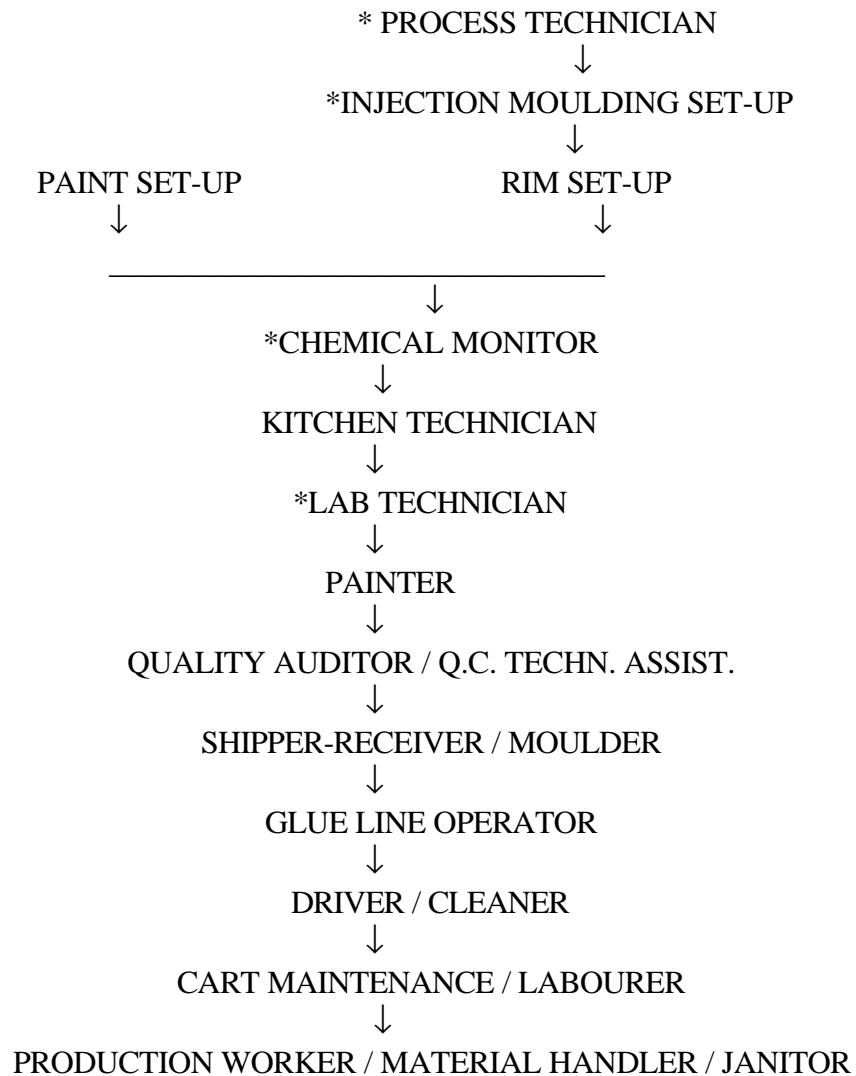 * PROCESS TECHNICIAN
↓
*INJECTION MOULDING SET-UP
↓
PAINT SET-UP RIM SET-UP
↓ ↓
_________________________________
↓
*CHEMICAL MONITOR
↓
KITCHEN TECHNICIAN
↓
*LAB TECHNICIAN
↓
PAINTER
↓
QUALITY AUDITOR / Q.C. TECHN. ASSIST.
↓
SHIPPER-RECEIVER / MOULDER
↓
GLUE LINE OPERATOR
↓
DRIVER / CLEANER
↓
CART MAINTENANCE / LABOURER
↓
PRODUCTION WORKER / MATERIAL HANDLER / JANITOR